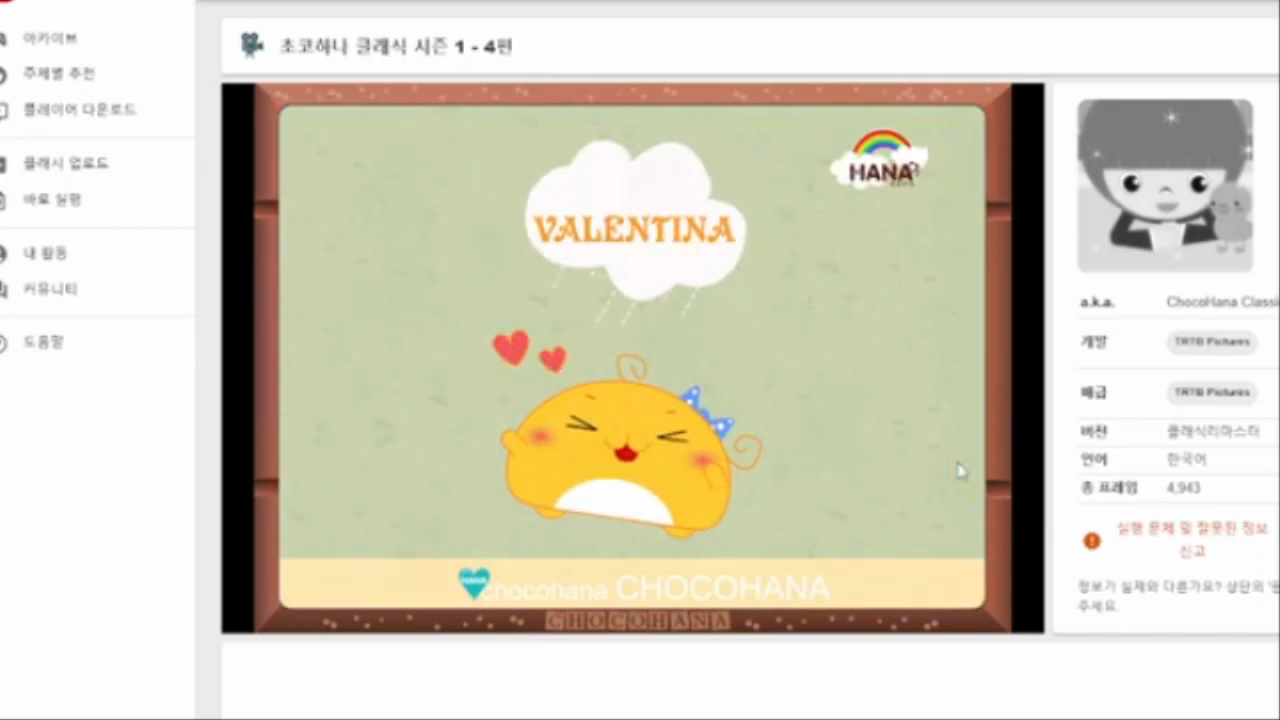 아카이브
주제별 추천
플레이어 다운로드
플래시 업로드
바로 실행
내 활동
커뮤니티
도움말
초코하나 클래식 시즌 1 - 4편
HANA
VALENTINA
HANA
chocohana CHOCOHANA
CHOCOHANA
a.k.a. ChocoHana Classi
개발 TRTB Pictures
배급 TRTB Pictures
버전 클래식리마스터
언어 한국어
총 프레임 4,943
실행 문제 및 잘못된 정보
신고
정보가 실제와 다른가요? 상단의
주세요.